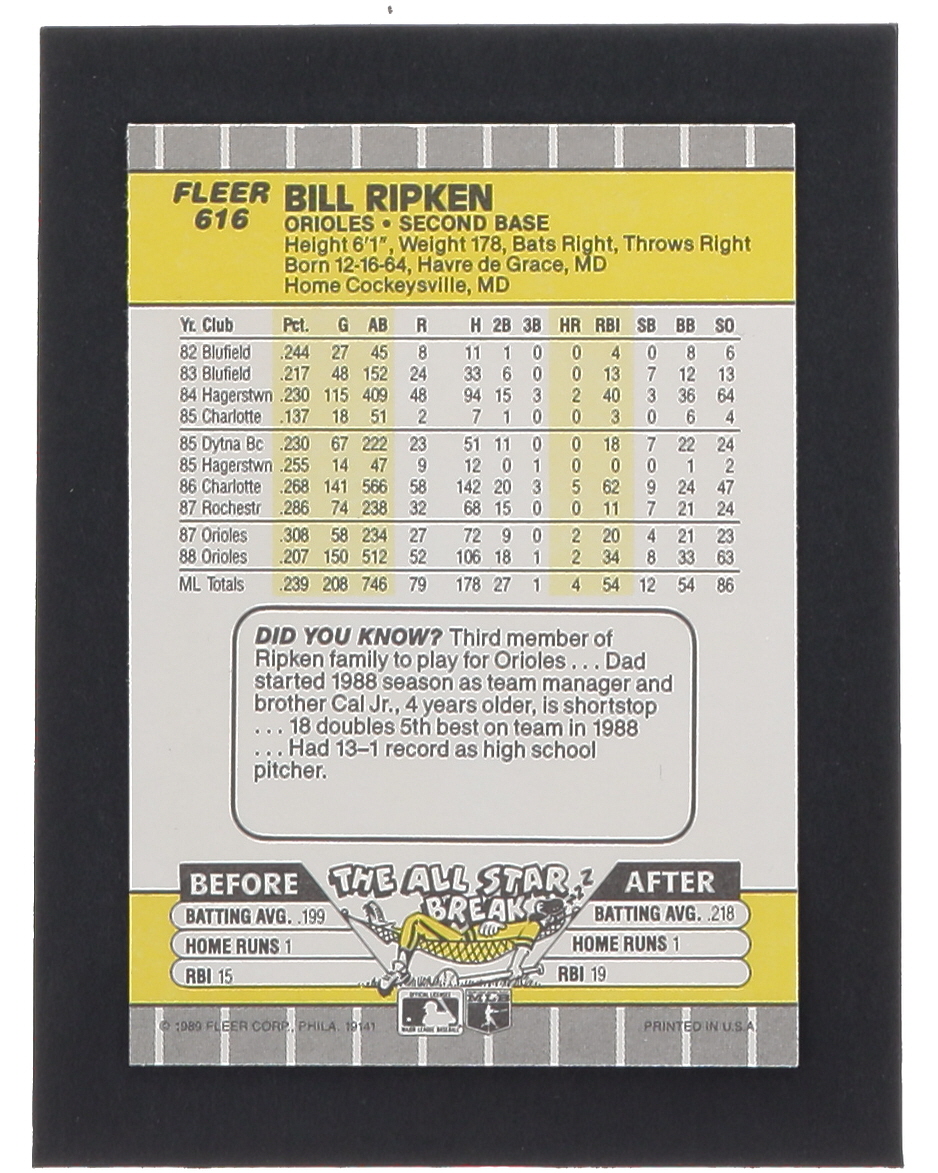 FLEER
616
BILL RIPKEN
ORIOLES • SECOND BASE
Height 6'1", Weight 178, Bats Right, Throws Right
Born 12-16-64, Havre de Grace, MD
Home Cockeysville, MD
Yr. Club Pct. G AB R H 2B 3B HR RBI SB BB SO
82 Blufield .244 27 45 8 11 1 0 0 4 0 8 6
83 Blufield .217 48 152 24 33 6 0 0 13 7 12 13
84 Hagerstwn .230 115 409 48 94 15 3 2 40 3 36 64
85 Charlotte .137 18 51 2 7 1 0 0 3 0 6 4
85 Dytna Bc .230 67 222 23 51 11 0 0 18 7 22 24
85 Hagerstwn .255 14 47 9 12 0 1 0 0 0 1 2
86 Charlotte .268 141 566 58 142 20 3 5 62 9 24 47
87 Rochestr .286 74 238 32 68 15 0 0 11 7 21 24
87 Orioles .308 58 234 27 72 9 0 2 20 4 21 23
88 Orioles .207 150 512 52 106 18 1 2 34 8 33 63
ML Totals .239 208 746 79 178 27 1 4 54 12 54 86
DID YOU KNOW? Third member of
Ripken family to play for Orioles . . . Dad
started 1988 season as team manager and
brother Cal Jr., 4 years older, is shortstop
. . . 18 doubles 5th best on team in 1988
. . . Had 13–1 record as high school
pitcher.
THE ALL STAR
BREAK
zzZZ
BEFORE
BATTING AVG. .199
HOME RUNS 1
RBI 15
AFTER
BATTING AVG. .218
HOME RUNS 1
RBI 19
OFFICIAL LICENSEE
MAJOR LEAGUE BASEBALL
MLB
© 1989 FLEER CORP., PHILA. 19141
PRINTED IN U.S.A.